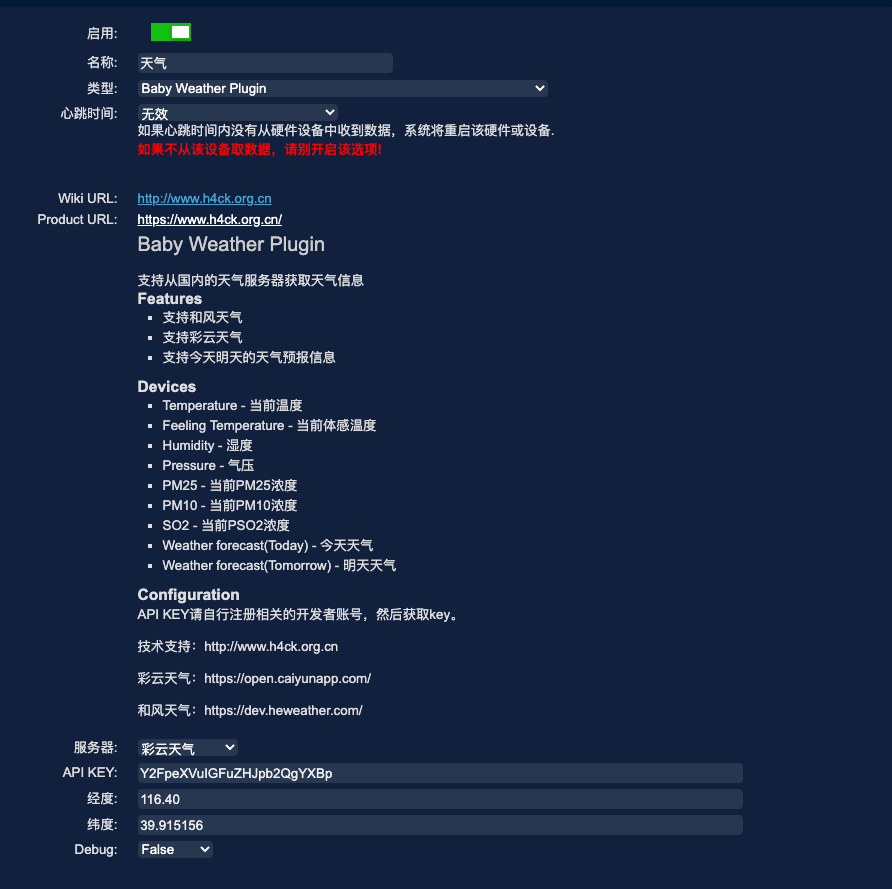 启用:
名称: 天气
类型: Baby Weather Plugin
心跳时间: 无效
如果心跳时间内没有从硬件设备中收到数据，系统将重启该硬件或设备.
如果不从该设备取数据，请别开启该选项!
Wiki URL: http://www.h4ck.org.cn
Product URL: https://www.h4ck.org.cn/
Baby Weather Plugin
支持从国内的天气服务器获取天气信息
Features
支持和风天气
支持彩云天气
支持今天明天的天气预报信息
Devices
Temperature - 当前温度
Feeling Temperature - 当前体感温度
Humidity - 湿度
Pressure - 气压
PM25 - 当前PM25浓度
PM10 - 当前PM10浓度
SO2 - 当前PSO2浓度
Weather forecast(Today) - 今天天气
Weather forecast(Tomorrow) - 明天天气
Configuration
API KEY请自行注册相关的开发者账号，然后获取key。
技术支持：http://www.h4ck.org.cn
彩云天气：https://open.caiyunapp.com/
和风天气：https://dev.heweather.com/
服务器: 彩云天气
API KEY: Y2FpeXVuIGFuZHJpb2QgYXBp
经度: 116.40
纬度: 39.915156
Debug: False